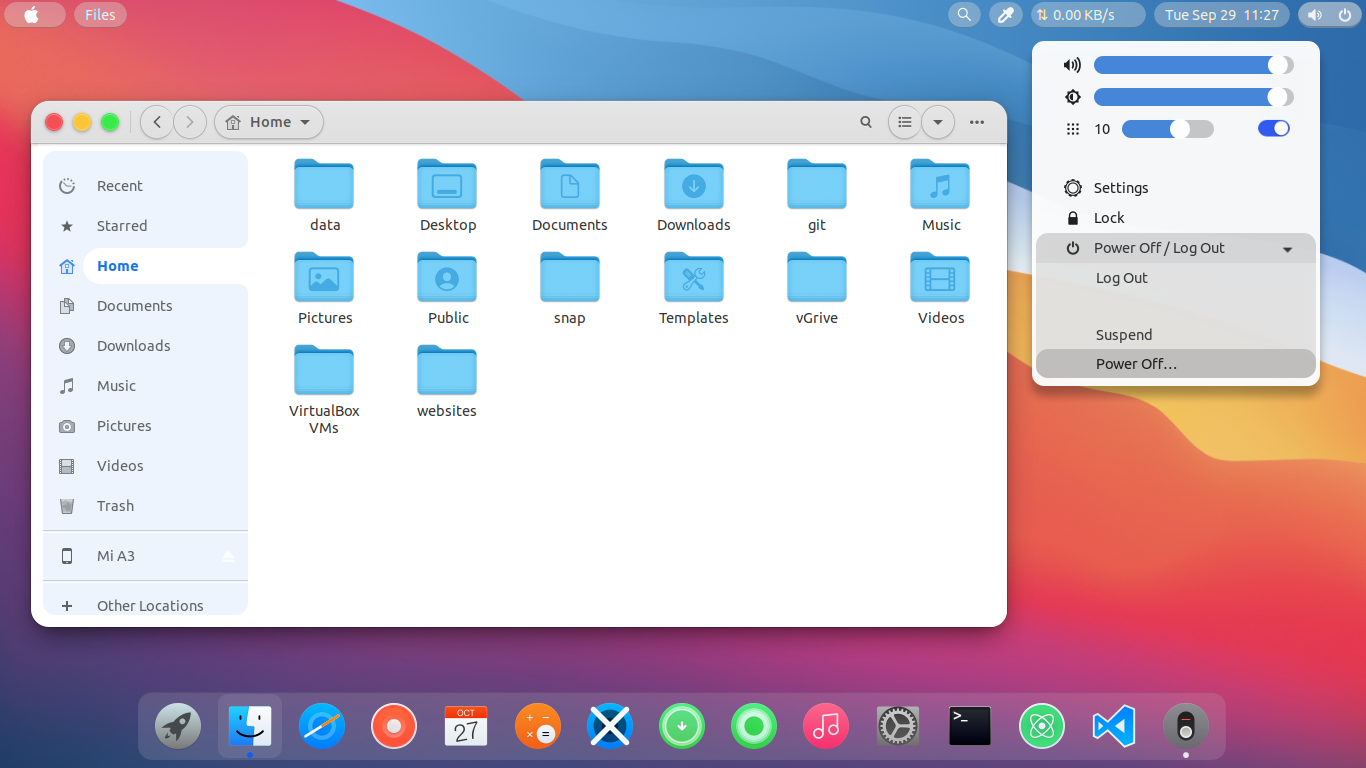 Files
0.00 KB/s
Tue Sep 29 11:27
Home
Recent
Starred
Home
Documents
Downloads
Music
Pictures
Videos
Trash
Mi A3
Other Locations
data
Desktop
Documents
Downloads
git
Music
Pictures
Public
snap
Templates
vGrive
Videos
VirtualBox
VMs
websites
10
Settings
Lock
Power Off / Log Out
Log Out
Suspend
Power Off...
OCT
27
>_